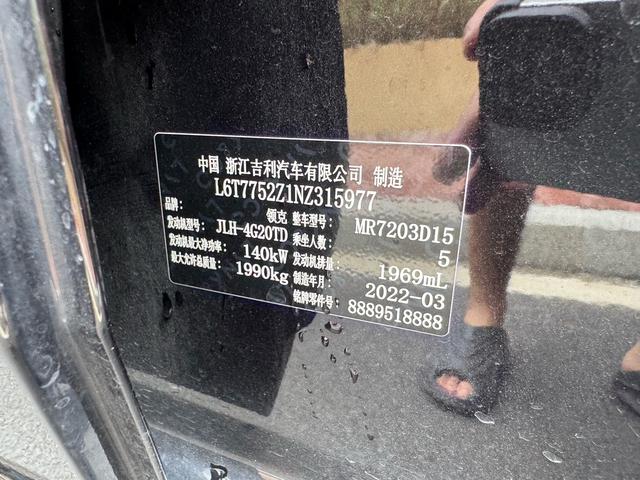 中国 浙江吉利汽车有限公司 制造
L6T7752Z1NZ315977
品牌： 领克 整车型号： MR7203D15
发动机型号： JLH-4G20TD 乘坐人数： 5
发动机最大净功率： 140kW 发动机排量： 1969mL
最大允许总质量： 1990kg 制造年月： 2022-03
铭牌零件号： 8889518888